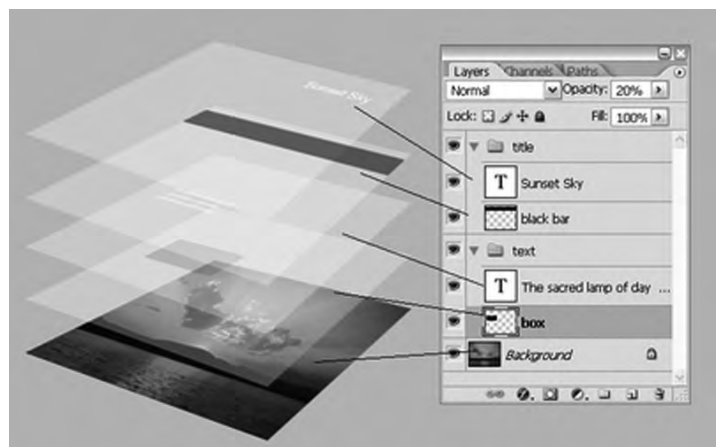 Sunset Sky
Layers Channels Paths
Normal Opacity: 20%
Lock: Fill: 100%
title
T Sunset Sky
black bar
text
T The sacred lamp of day ...
box
Background